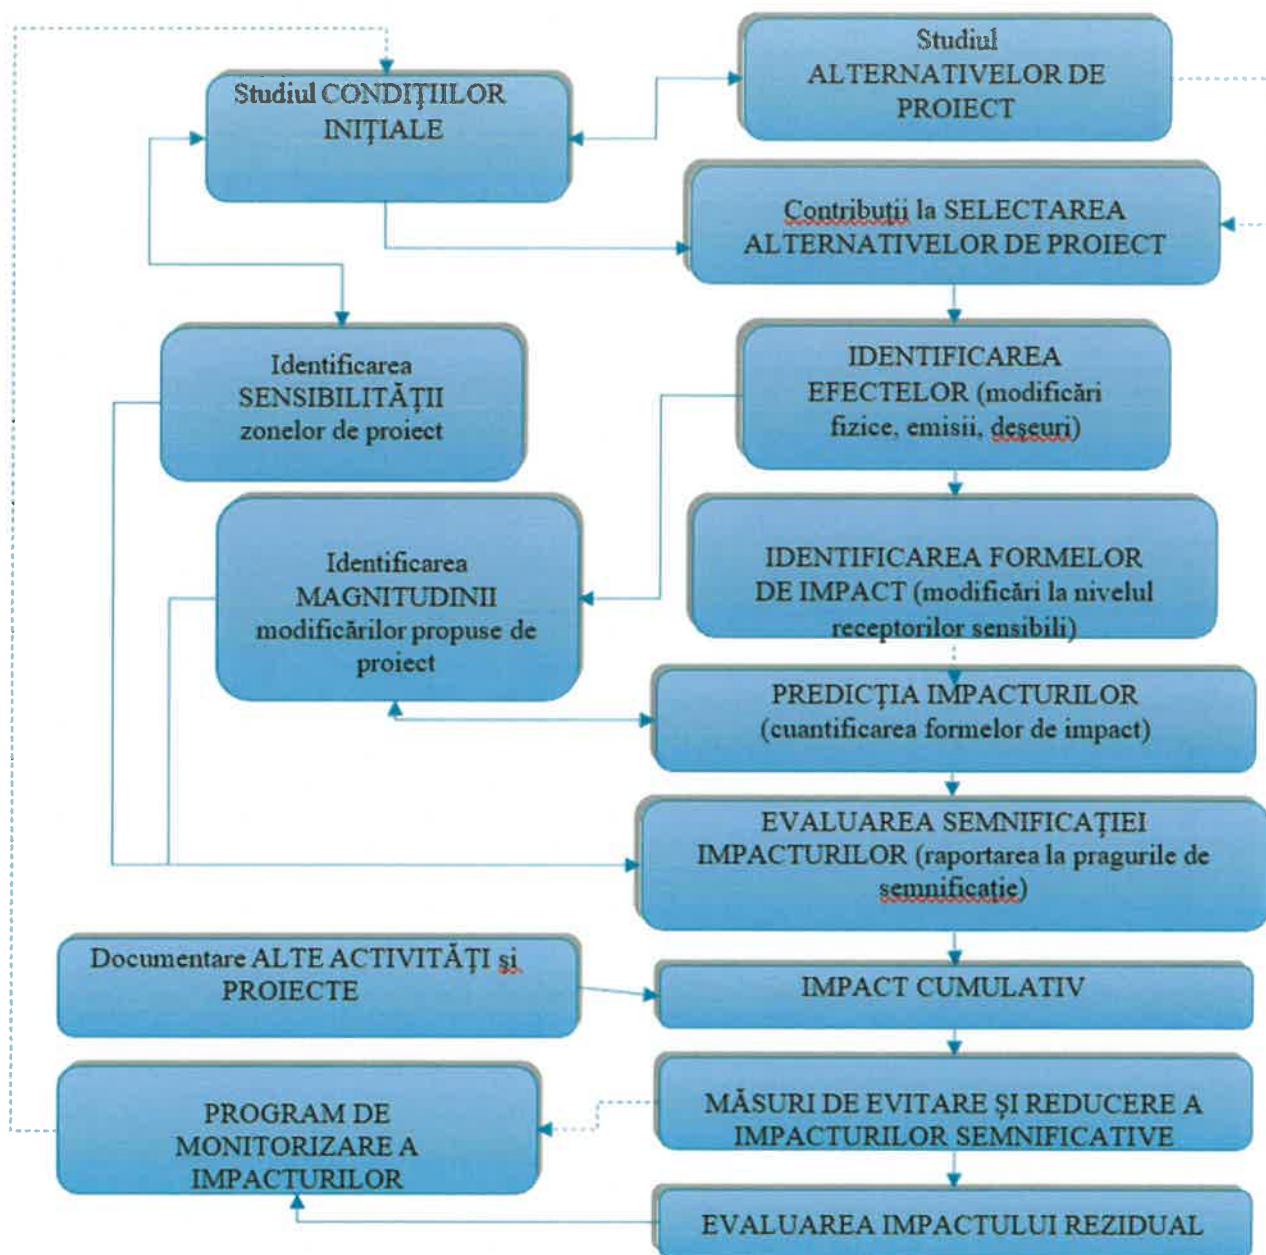 Studiul
ALTERNATIVELOR DE
PROIECT
Studiul CONDIȚIILOR
INIȚIALE
Contribuții la SELECTAREA
ALTERNATIVELOR DE PROIECT
Identificarea
SENSIBILITĂȚII
zonelor de proiect
IDENTIFICAREA
EFECTELOR (modificări
fizice, emisii, deșeuri)
Identificarea
MAGNITUDINII
modificărilor propuse de
proiect
IDENTIFICAREA FORMELOR
DE IMPACT (modificări la nivelul
receptorilor sensibili)
PREDICȚIA IMPACTURILOR
(cuantificarea formelor de impact)
EVALUAREA SEMNIFICAȚIEI
IMPACTURILOR (raportarea la pragurile de
semnificație)
Documentare ALTE ACTIVITĂȚI și
PROIECTE
IMPACT CUMULATIV
MĂSURI DE EVITARE ȘI REDUCERE A
IMPACTURILOR SEMNIFICATIVE
PROGRAM DE
MONITORIZARE A
IMPACTURILOR
EVALUAREA IMPACTULUI REZIDUAL